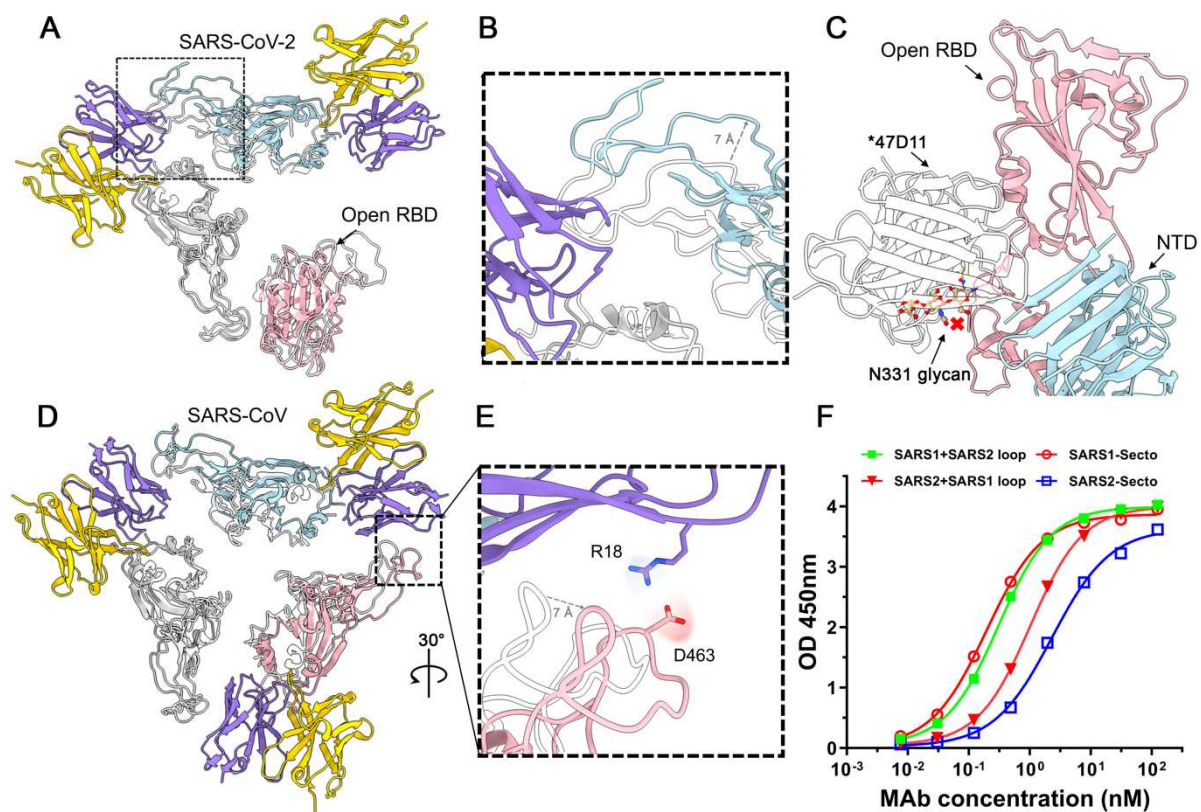 A
SARS-CoV-2
Open RBD
B
7 Å
C
Open RBD
*47D11
NTD
N331 glycan
D
SARS-CoV
30°
E
R18
7 Å
D463
F
SARS1+SARS2 loop
SARS1-Secto
SARS2+SARS1 loop
SARS2-Secto
OD 450nm
4
3
2
1
0
10⁻³ 10⁻² 10⁻¹ 10⁰ 10¹ 10²
MAb concentration (nM)